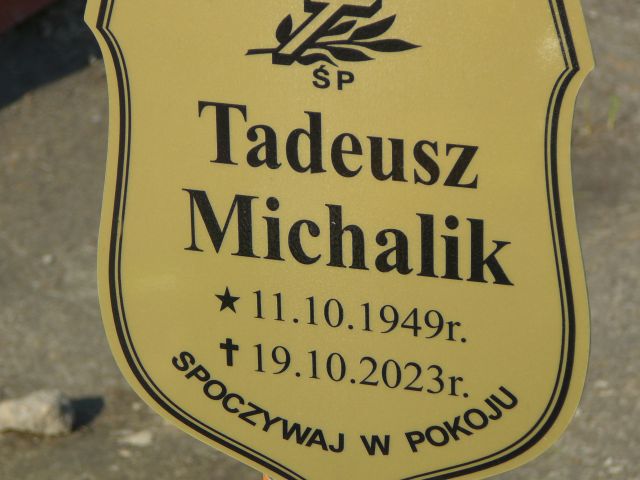 ŚP
Tadeusz
Michalik
★ 11.10.1949r.
✝ 19.10.2023r.
SPOCZYWAJ W POKOJU